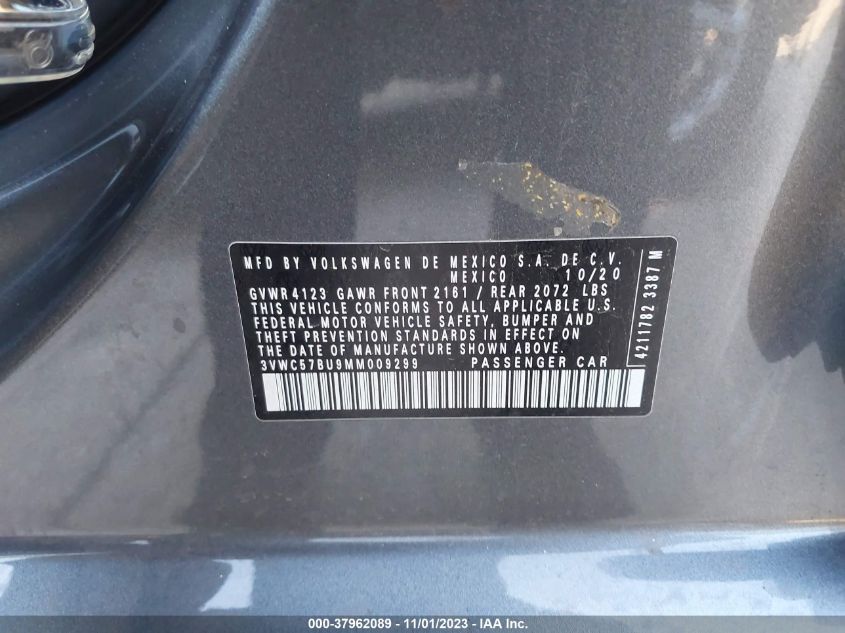 MFD BY VOLKSWAGEN DE MEXICO S.A. DE C.V.
MEXICO 10/20
GVWR 4123 GAWR FRONT 2161 / REAR 2072 LBS
THIS VEHICLE CONFORMS TO ALL APPLICABLE U.S.
FEDERAL MOTOR VEHICLE SAFETY, BUMPER AND
THEFT PREVENTION STANDARDS IN EFFECT ON
THE DATE OF MANUFACTURE SHOWN ABOVE.
3VWC57BU9MM009299 PASSENGER CAR
4211782 3387 M
000-37962089 - 11/01/2023 - © IAA Inc.